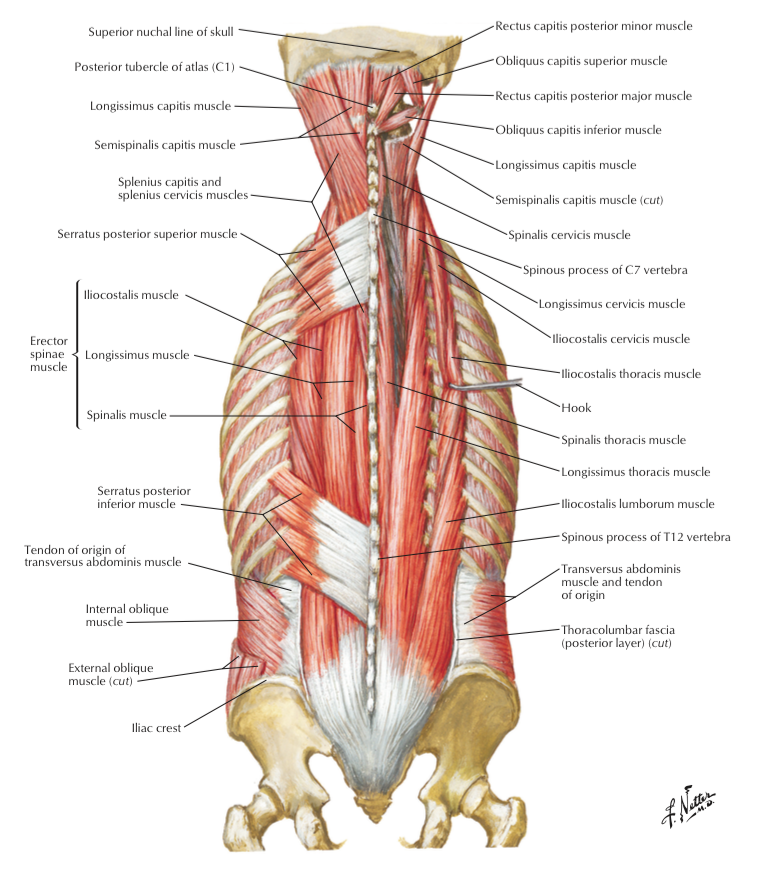 Superior nuchal line of skull
Posterior tubercle of atlas (C1)
Longissimus capitis muscle
Semispinalis capitis muscle
Splenius capitis and
splenius cervicis muscles
Serratus posterior superior muscle
Iliocostalis muscle
Erector
spinae
muscle
Longissimus muscle
Spinalis muscle
Serratus posterior
inferior muscle
Tendon of origin of
transversus abdominis muscle
Internal oblique
muscle
External oblique
muscle (cut)
Iliac crest
Rectus capitis posterior minor muscle
Obliquus capitis superior muscle
Rectus capitis posterior major muscle
Obliquus capitis inferior muscle
Longissimus capitis muscle
Semispinalis capitis muscle (cut)
Spinalis cervicis muscle
Spinous process of C7 vertebra
Longissimus cervicis muscle
Iliocostalis cervicis muscle
Iliocostalis thoracis muscle
Hook
Spinalis thoracis muscle
Longissimus thoracis muscle
Iliocostalis lumborum muscle
Spinous process of T12 vertebra
Transversus abdominis
muscle and tendon
of origin
Thoracolumbar fascia
(posterior layer) (cut)
F. Netter
M.D.